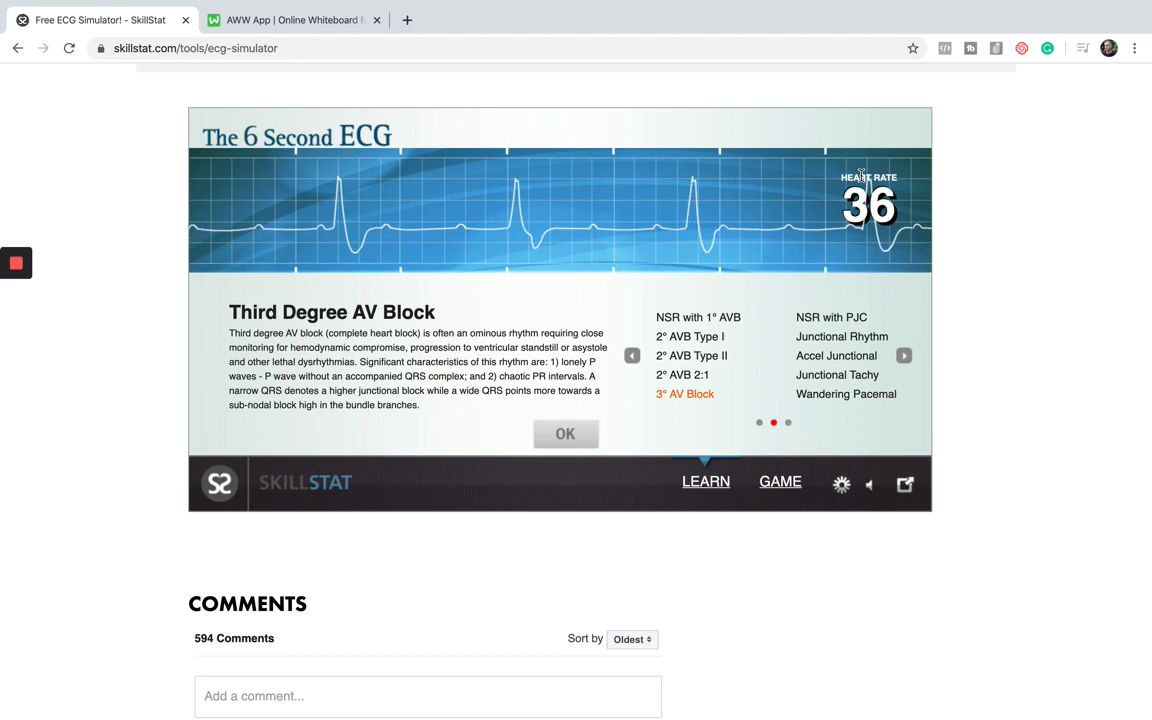 Free ECG Simulator! - SkillStat
AWW App | Online Whiteboard f
skillstat.com/tools/ecg-simulator
The 6 Second ECG
HEART RATE
36
Third Degree AV Block
Third degree AV block (complete heart block) is often an ominous rhythm requiring close
monitoring for hemodynamic compromise, progression to ventricular standstill or asystole
and other lethal dysrhythmias. Significant characteristics of this rhythm are: 1) lonely P
waves - P wave without an accompanied QRS complex; and 2) chaotic PR intervals. A
narrow QRS denotes a higher junctional block while a wide QRS points more towards a
sub-nodal block high in the bundle branches.
OK
NSR with 1° AVB
2° AVB Type I
2° AVB Type II
2° AVB 2:1
3° AV Block
NSR with PJC
Junctional Rhythm
Accel Junctional
Junctional Tachy
Wandering Pacemal
S2 SKILLSTAT
LEARN
GAME
COMMENTS
594 Comments
Sort by Oldest
Add a comment...